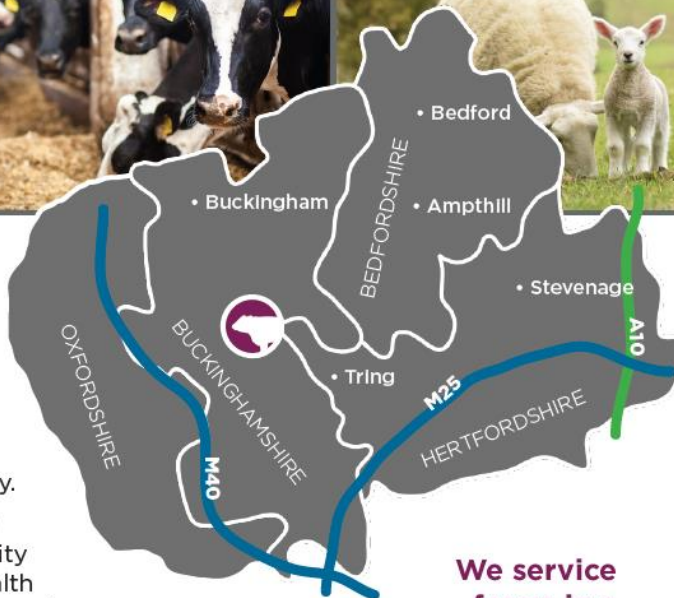 Bedford
BEDFORDSHIRE
Buckingham
Ampthill
Stevenage
A10
OXFORDSHIRE
BUCKINGHAMSHIRE
Tring
M25
HERTFORDSHIRE
M40
y.
ity
alth
We service